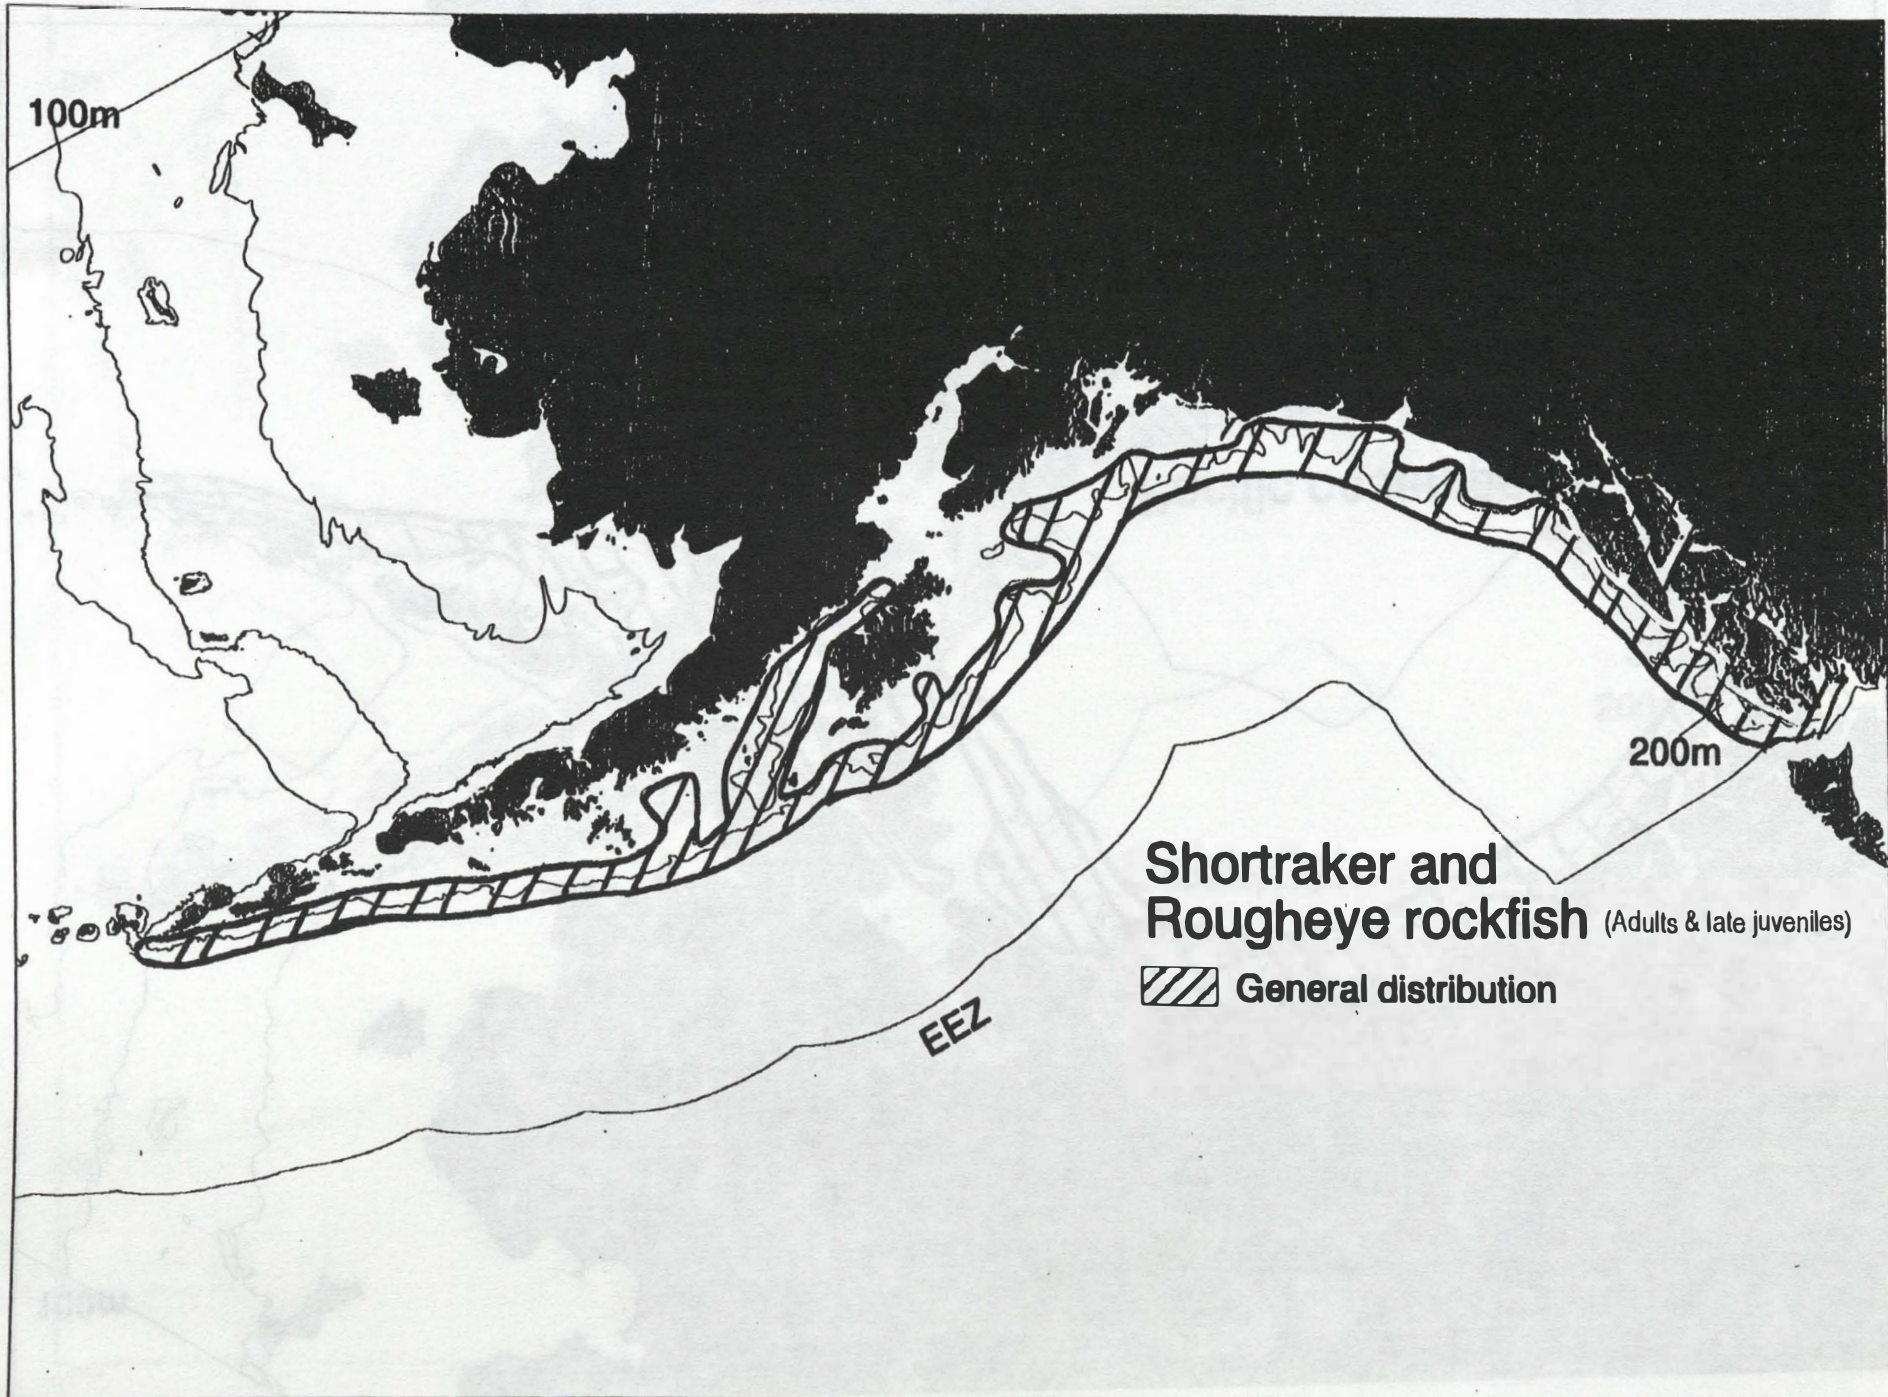 100m
200m
Shortraker and
Rougheye rockfish (Adults & late juveniles)
General distribution
EEZ